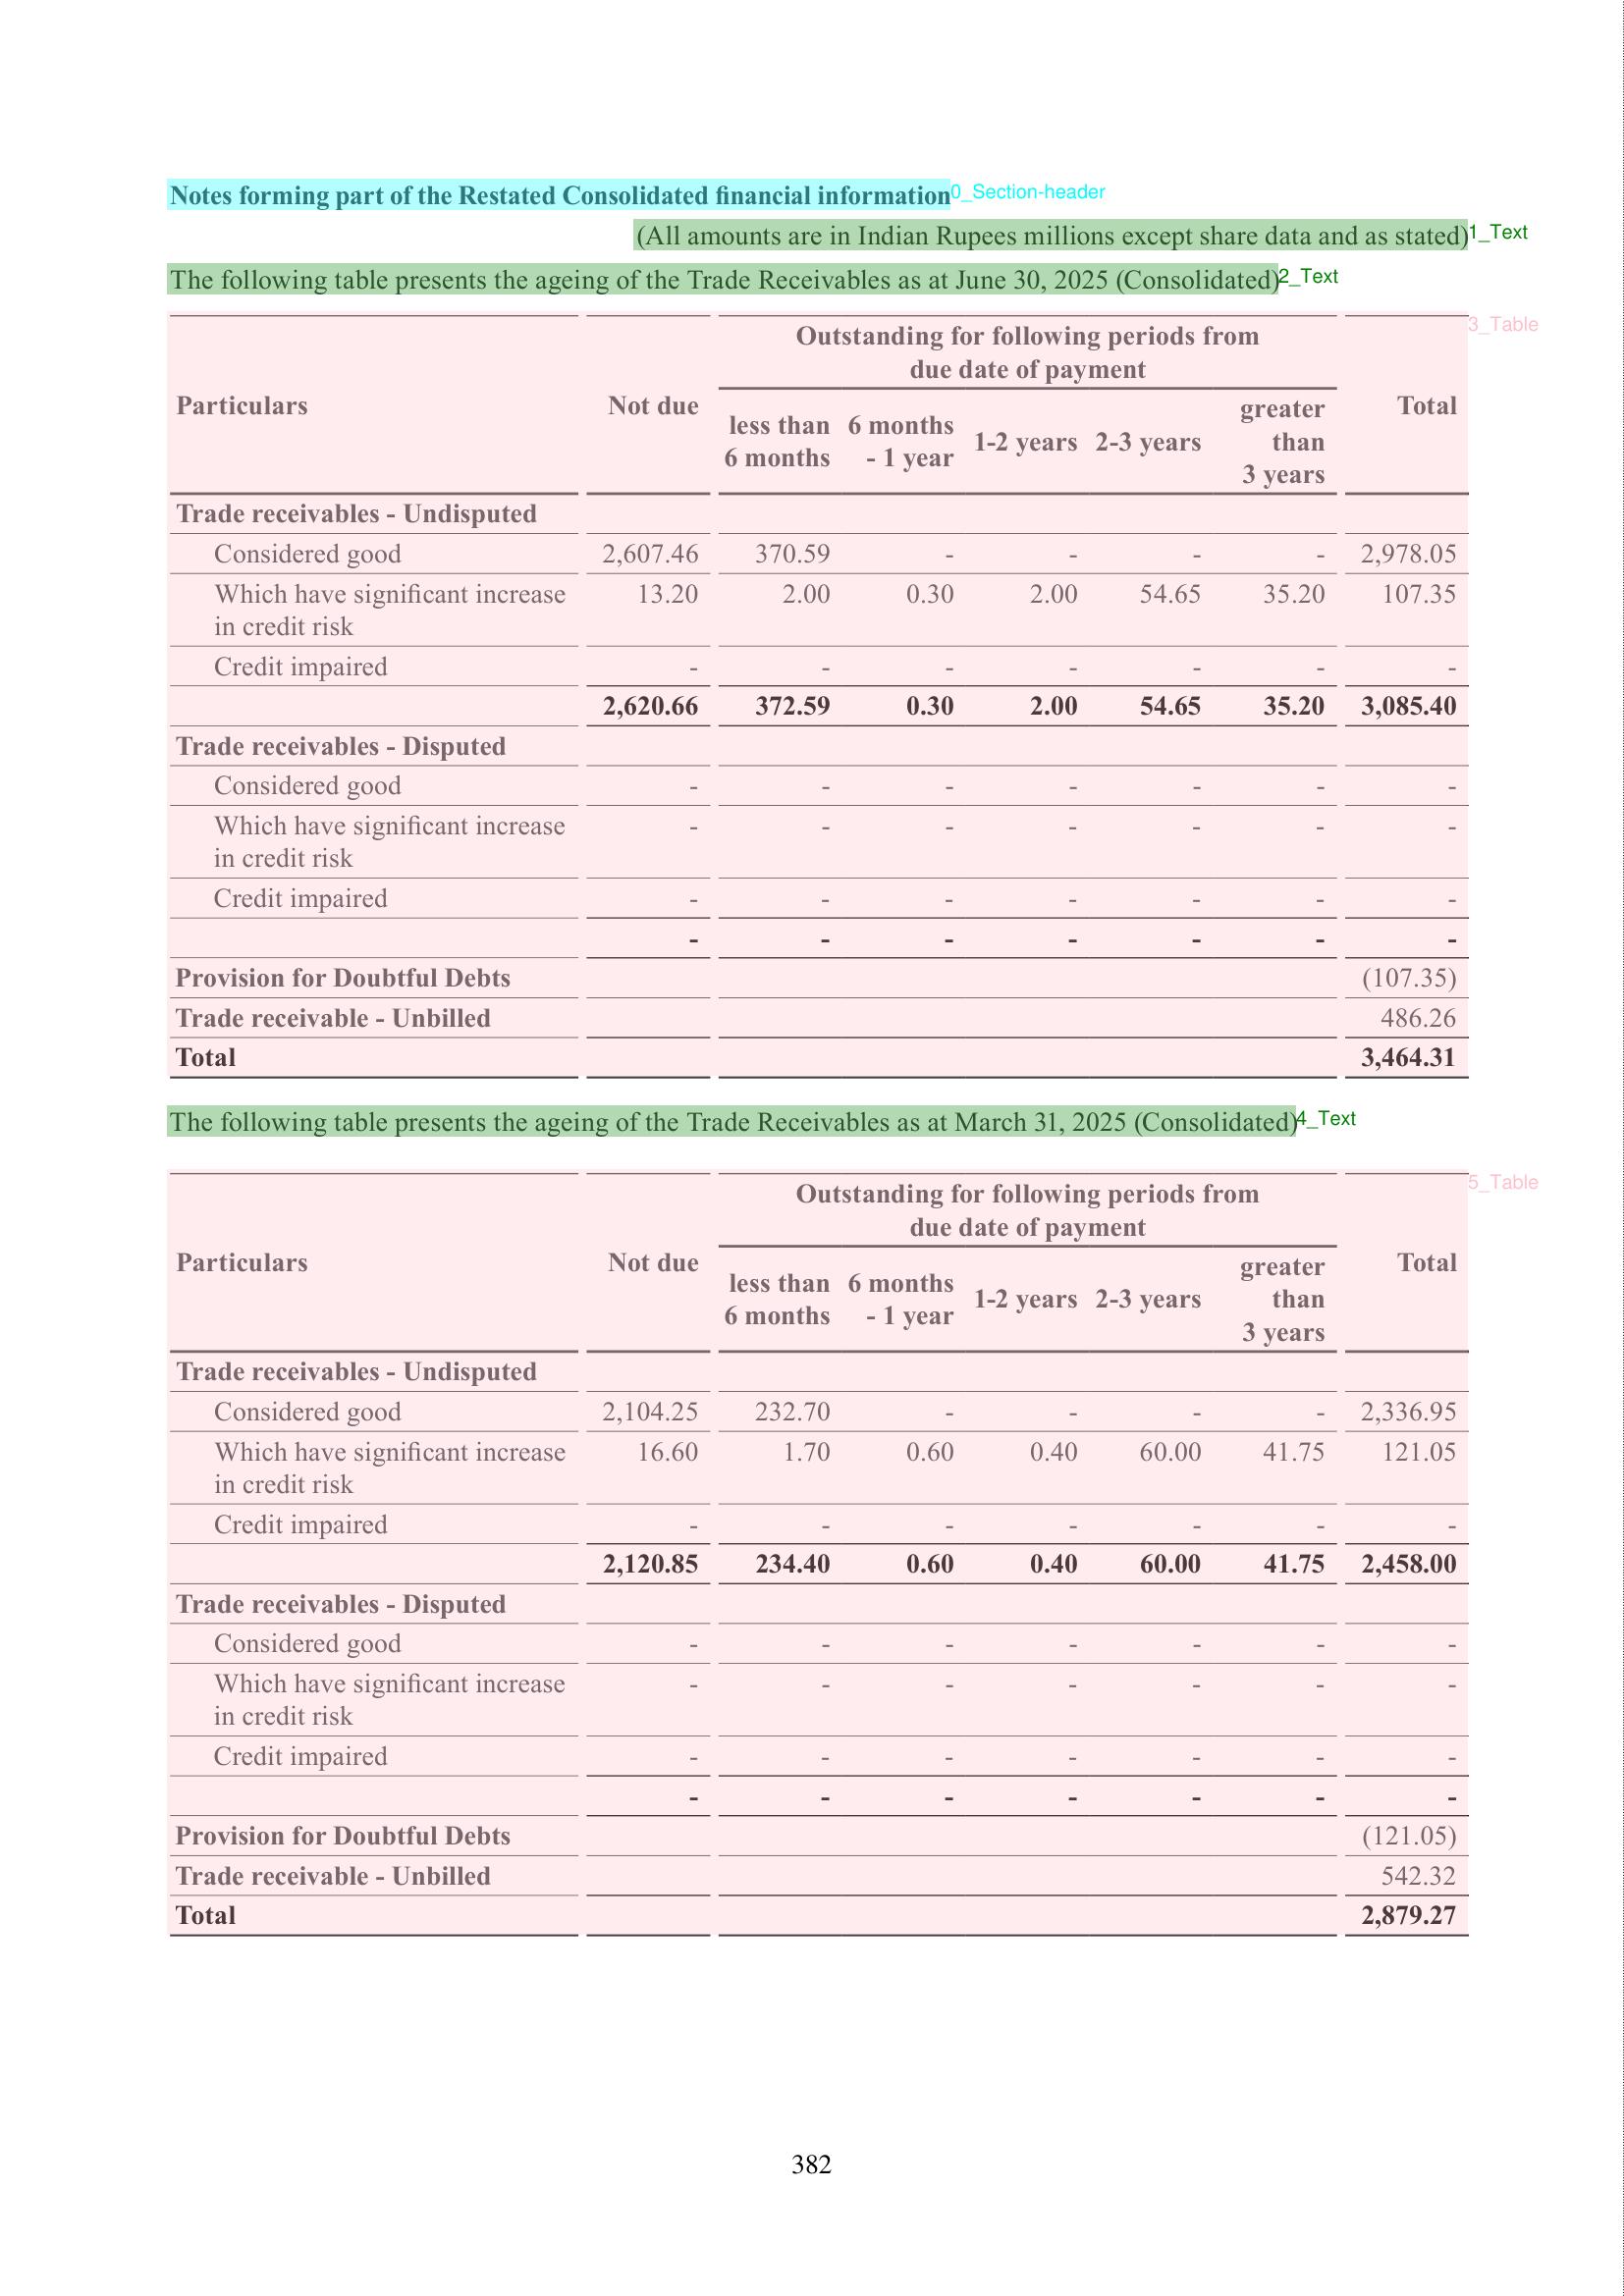 Notes forming part of the Restated Consolidated financial information 0_Section-header
(All amounts are in Indian Rupees millions except share data and as stated) 1_Text
The following table presents the ageing of the Trade Receivables as at June 30, 2025 (Consolidated) 2_Text
3_Table
Outstanding for following periods from
due date of payment
Particulars Not due Total
less than 6 months 6 months - 1 year 1-2 years 2-3 years greater than 3 years
Trade receivables - Undisputed
Considered good 2,607.46 370.59 - - - - 2,978.05
Which have significant increase 13.20 2.00 0.30 2.00 54.65 35.20 107.35
in credit risk
Credit impaired - - - - - - -
2,620.66 372.59 0.30 2.00 54.65 35.20 3,085.40
Trade receivables - Disputed
Considered good - - - - - - -
Which have significant increase - - - - - - -
in credit risk
Credit impaired - - - - - - -
- - - - - - -
Provision for Doubtful Debts (107.35)
Trade receivable - Unbilled 486.26
Total 3,464.31
The following table presents the ageing of the Trade Receivables as at March 31, 2025 (Consolidated) 4_Text
5_Table
Outstanding for following periods from
due date of payment
Particulars Not due Total
less than 6 months 6 months - 1 year 1-2 years 2-3 years greater than 3 years
Trade receivables - Undisputed
Considered good 2,104.25 232.70 - - - - 2,336.95
Which have significant increase 16.60 1.70 0.60 0.40 60.00 41.75 121.05
in credit risk
Credit impaired - - - - - - -
2,120.85 234.40 0.60 0.40 60.00 41.75 2,458.00
Trade receivables - Disputed
Considered good - - - - - - -
Which have significant increase - - - - - - -
in credit risk
Credit impaired - - - - - - -
- - - - - - -
Provision for Doubtful Debts (121.05)
Trade receivable - Unbilled 542.32
Total 2,879.27
382